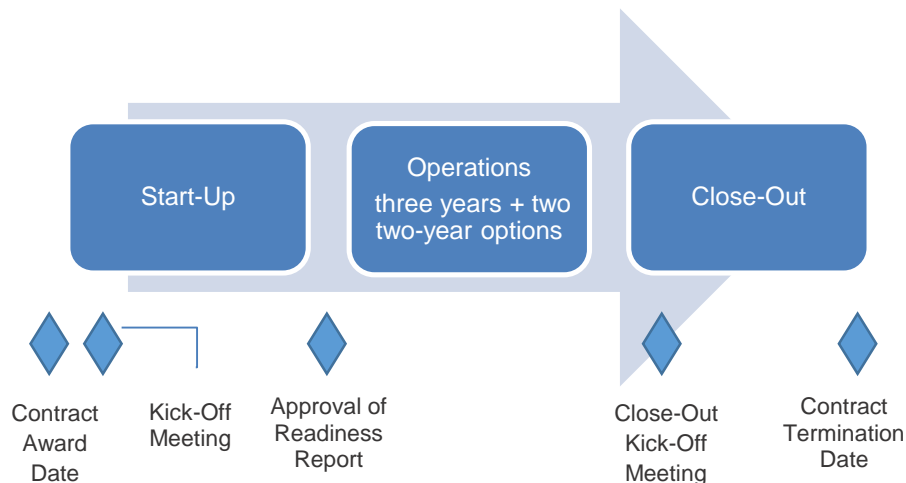 Start-Up
Operations
three years + two
two-year options
Close-Out
Contract
Award
Date
Kick-Off
Meeting
Approval of
Readiness
Report
Close-Out
Kick-Off
Meeting
Contract
Termination
Date